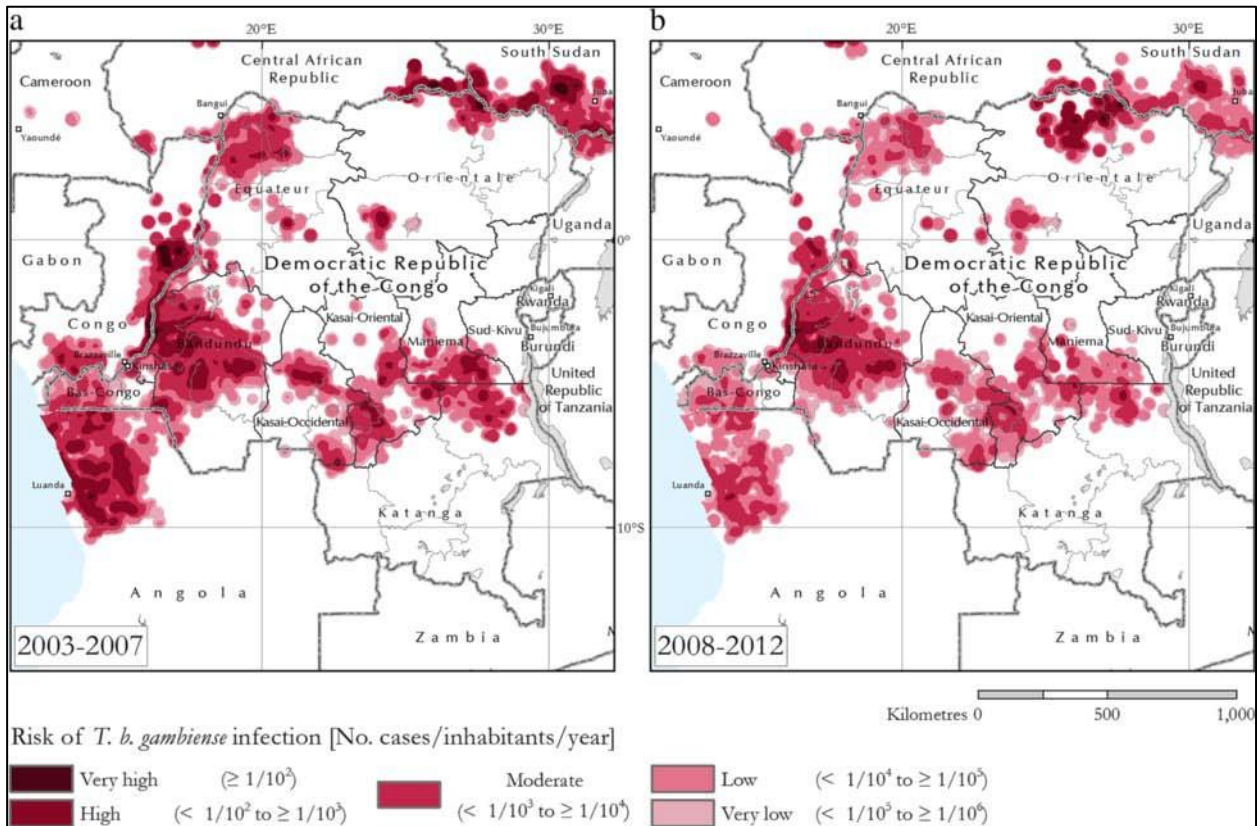 a
20°E
30°E
South Sudan
Central African
Republic
Cameroon
Bangui
Juba
Yaoundé
Orientale
Equateur
Uganda
0°
Gabon
Democratic Republic
of the Congo
Kigali
Rwanda
Congo
Kasai-Oriental
Sud-Kivu
Bujumbura
Burundi
Bandundu
Maniema
Brazzaville
Kinshasa
United
Republic
of Tanzania
Bas-Congo
Kasai-Occidental
Luanda
Katanga
10°S
Angola
2003-2007
Zambia
b
20°E
30°E
South Sudan
Central African
Republic
Cameroon
Bangui
Juba
Yaoundé
Orientale
Equateur
Uganda
0°
Gabon
Democratic Republic
of the Congo
Kigali
Rwanda
Congo
Kasai-Oriental
Sud-Kivu
Bujumbura
Burundi
Bandundu
Maniema
Brazzaville
Kinshasa
United
Republic
of Tanzania
Bas-Congo
Kasai-Occidental
Luanda
Katanga
Angola
2008-2012
Zambia
Kilometres 0 500 1,000
Risk of T. b. gambiense infection [No. cases/inhabitants/year]
Very high (≥ 1/10²)
High (< 1/10² to ≥ 1/10³)
Moderate
(< 1/10³ to ≥ 1/10⁴)
Low (< 1/10⁴ to ≥ 1/10⁵)
Very low (< 1/10⁵ to ≥ 1/10⁶)